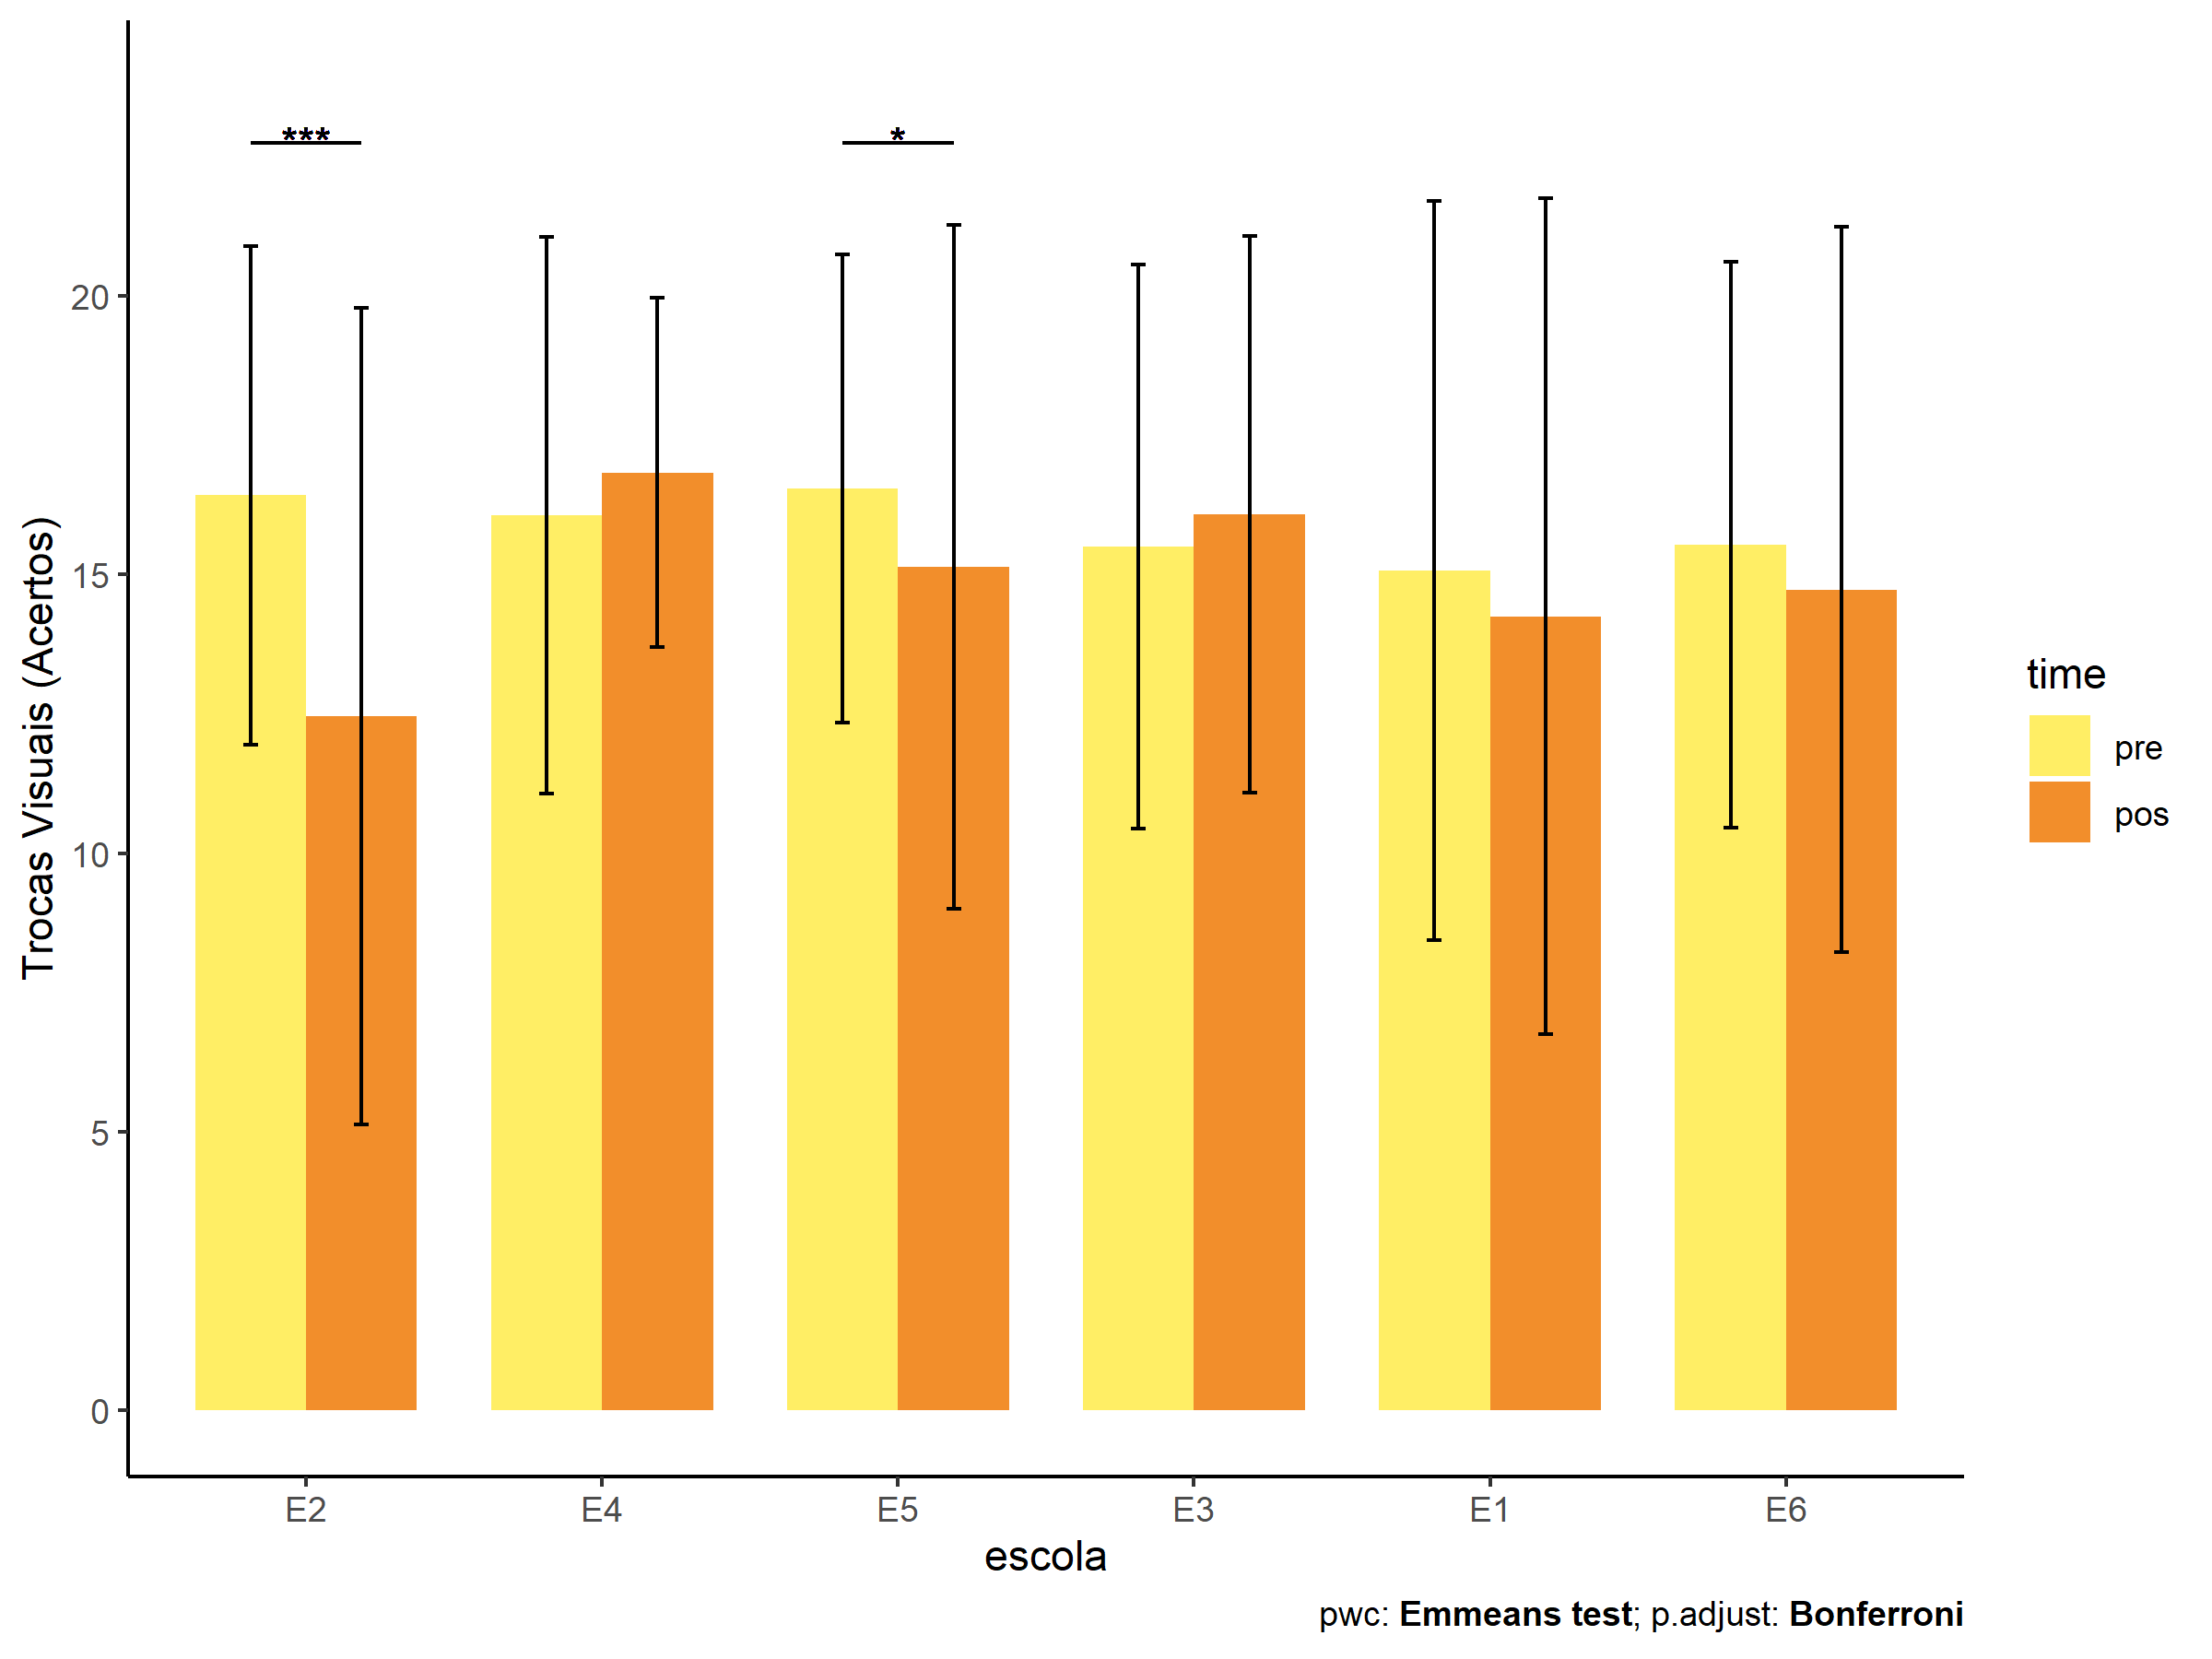 ***
*
Trocas Visuais (Acertos)
20
15
10
5
0
E2 E4 E5 E3 E1 E6
escola
time
pre
pos
pwc: Emmeans test; p.adjust: Bonferroni